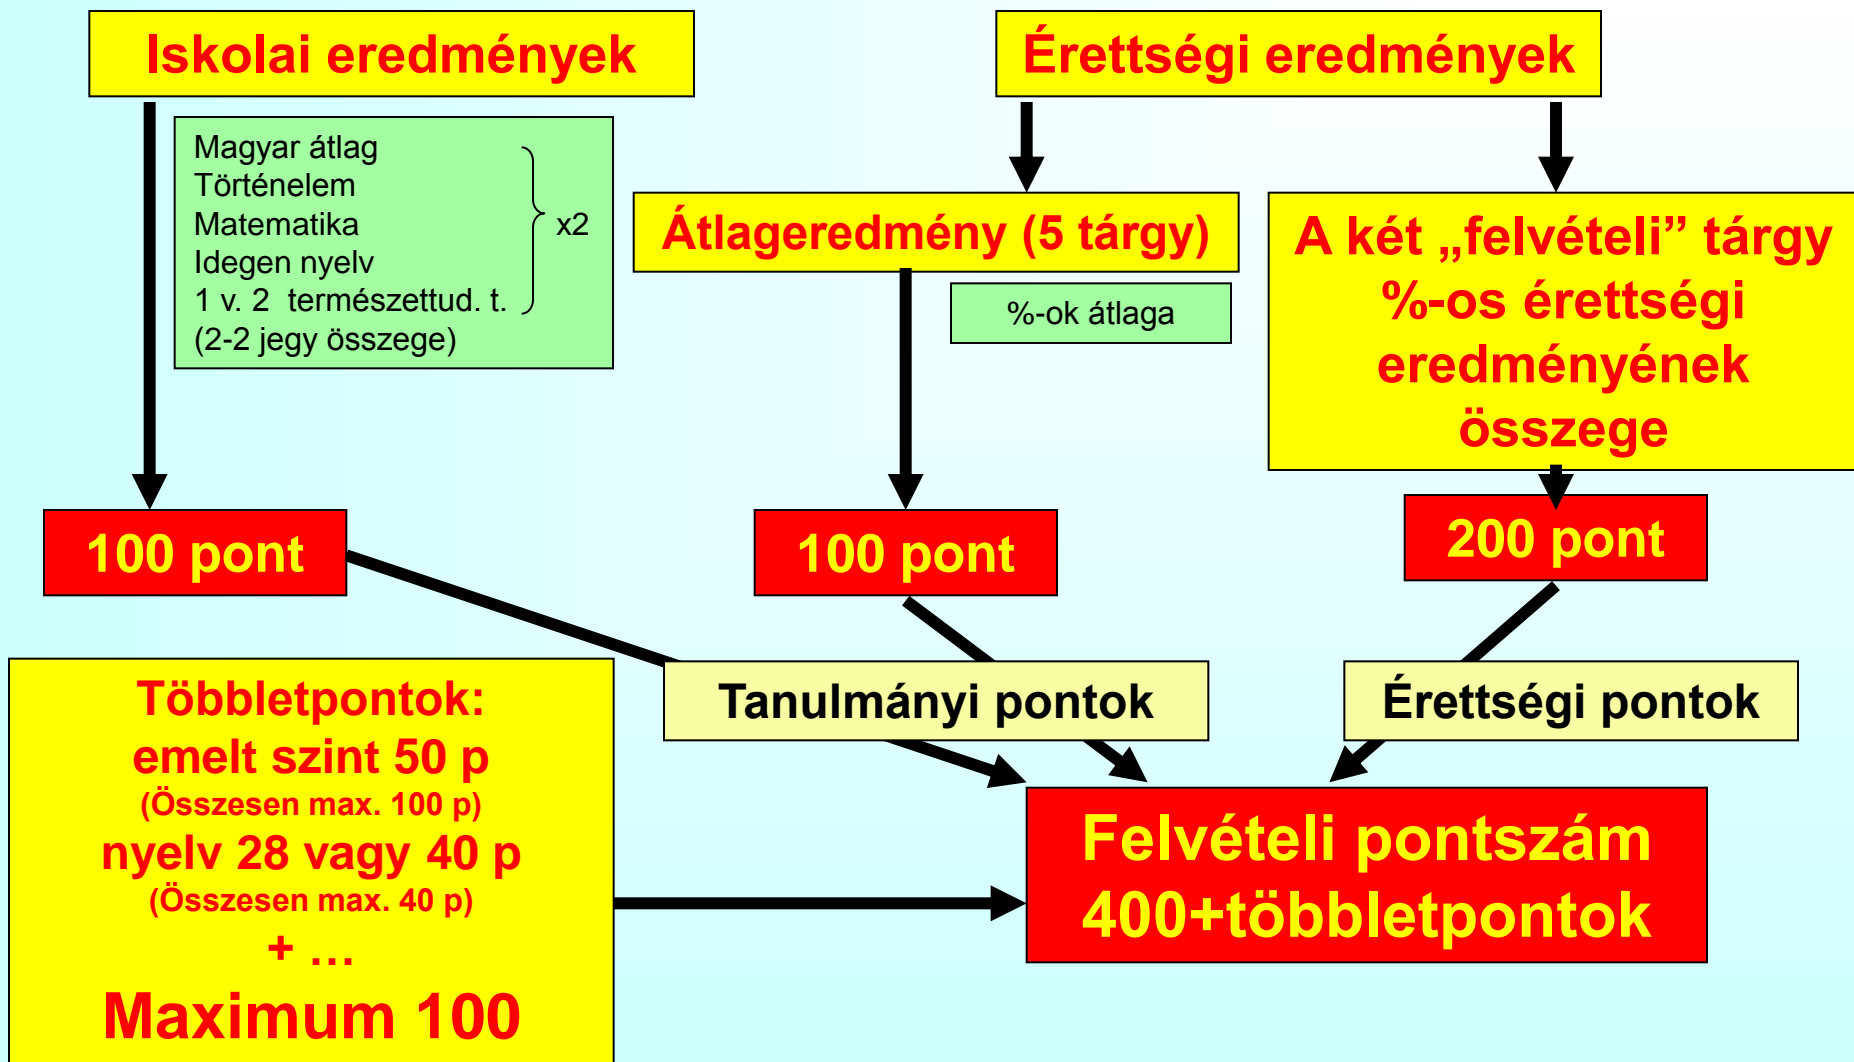 Iskolai eredmények
Érettségi eredmények
Magyar átlag
Történelem
Matematika
Idegen nyelv
1 v. 2 természettud. t.
(2-2 jegy összege)
x2
Átlageredmény (5 tárgy)
%-ok átlaga
A két „felvételi” tárgy
%-os érettségi
eredményének
összege
100 pont
100 pont
200 pont
Tanulmányi pontok
Érettségi pontok
Többletpontok:
emelt szint 50 p
(Összesen max. 100 p)
nyelv 28 vagy 40 p
(Összesen max. 40 p)
+ …
Maximum 100
Felvételi pontszám
400+többletpontok